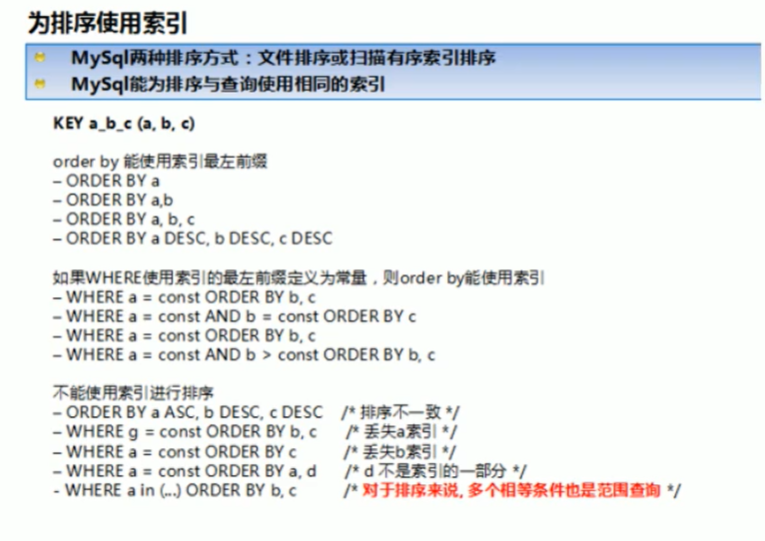 为排序使用索引
MySql两种排序方式：文件排序或扫描有序索引排序
MySql能为排序与查询使用相同的索引
KEY a_b_c (a, b, c)
order by 能使用索引最左前缀
– ORDER BY a
– ORDER BY a,b
– ORDER BY a, b, c
– ORDER BY a DESC, b DESC, c DESC
如果WHERE使用索引的最左前缀定义为常量，则order by能使用索引
– WHERE a = const ORDER BY b, c
– WHERE a = const AND b = const ORDER BY c
– WHERE a = const ORDER BY b, c
– WHERE a = const AND b > const ORDER BY b, c
不能使用索引进行排序
– ORDER BY a ASC, b DESC, c DESC /* 排序不一致 */
– WHERE g = const ORDER BY b, c /* 丢失a索引 */
– WHERE a = const ORDER BY c /* 丢失b索引 */
– WHERE a = const ORDER BY a, d /* d 不是索引的一部分 */
- WHERE a in (...) ORDER BY b, c /* 对于排序来说, 多个相等条件也是范围查询 */